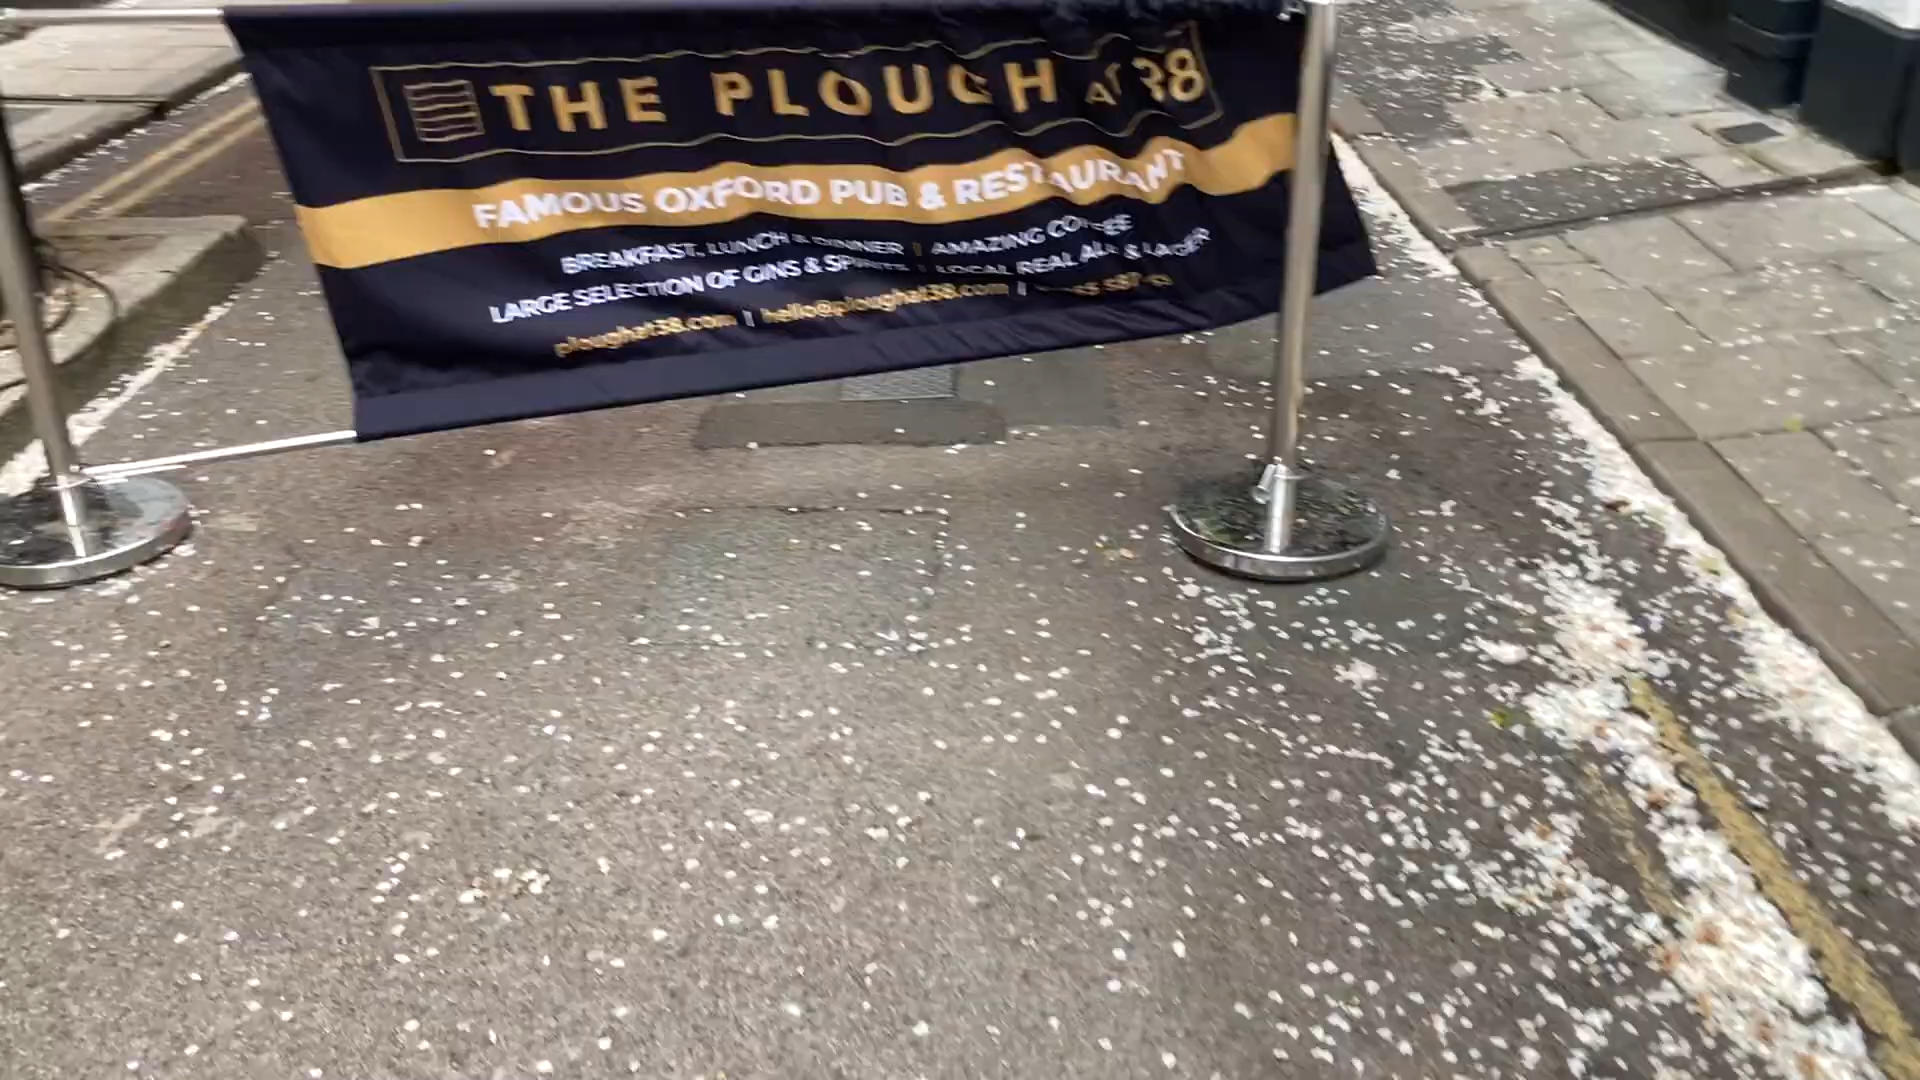 THE PLOUGH AT 38
FAMOUS OXFORD PUB & RESTAURANT
BREAKFAST, LUNCH & DINNER | AMAZING COFFEE
LARGE SELECTION OF GINS & SPIRITS | LOCAL REAL ALE & LAGER
ploughat38.com | hello@ploughat38.com |